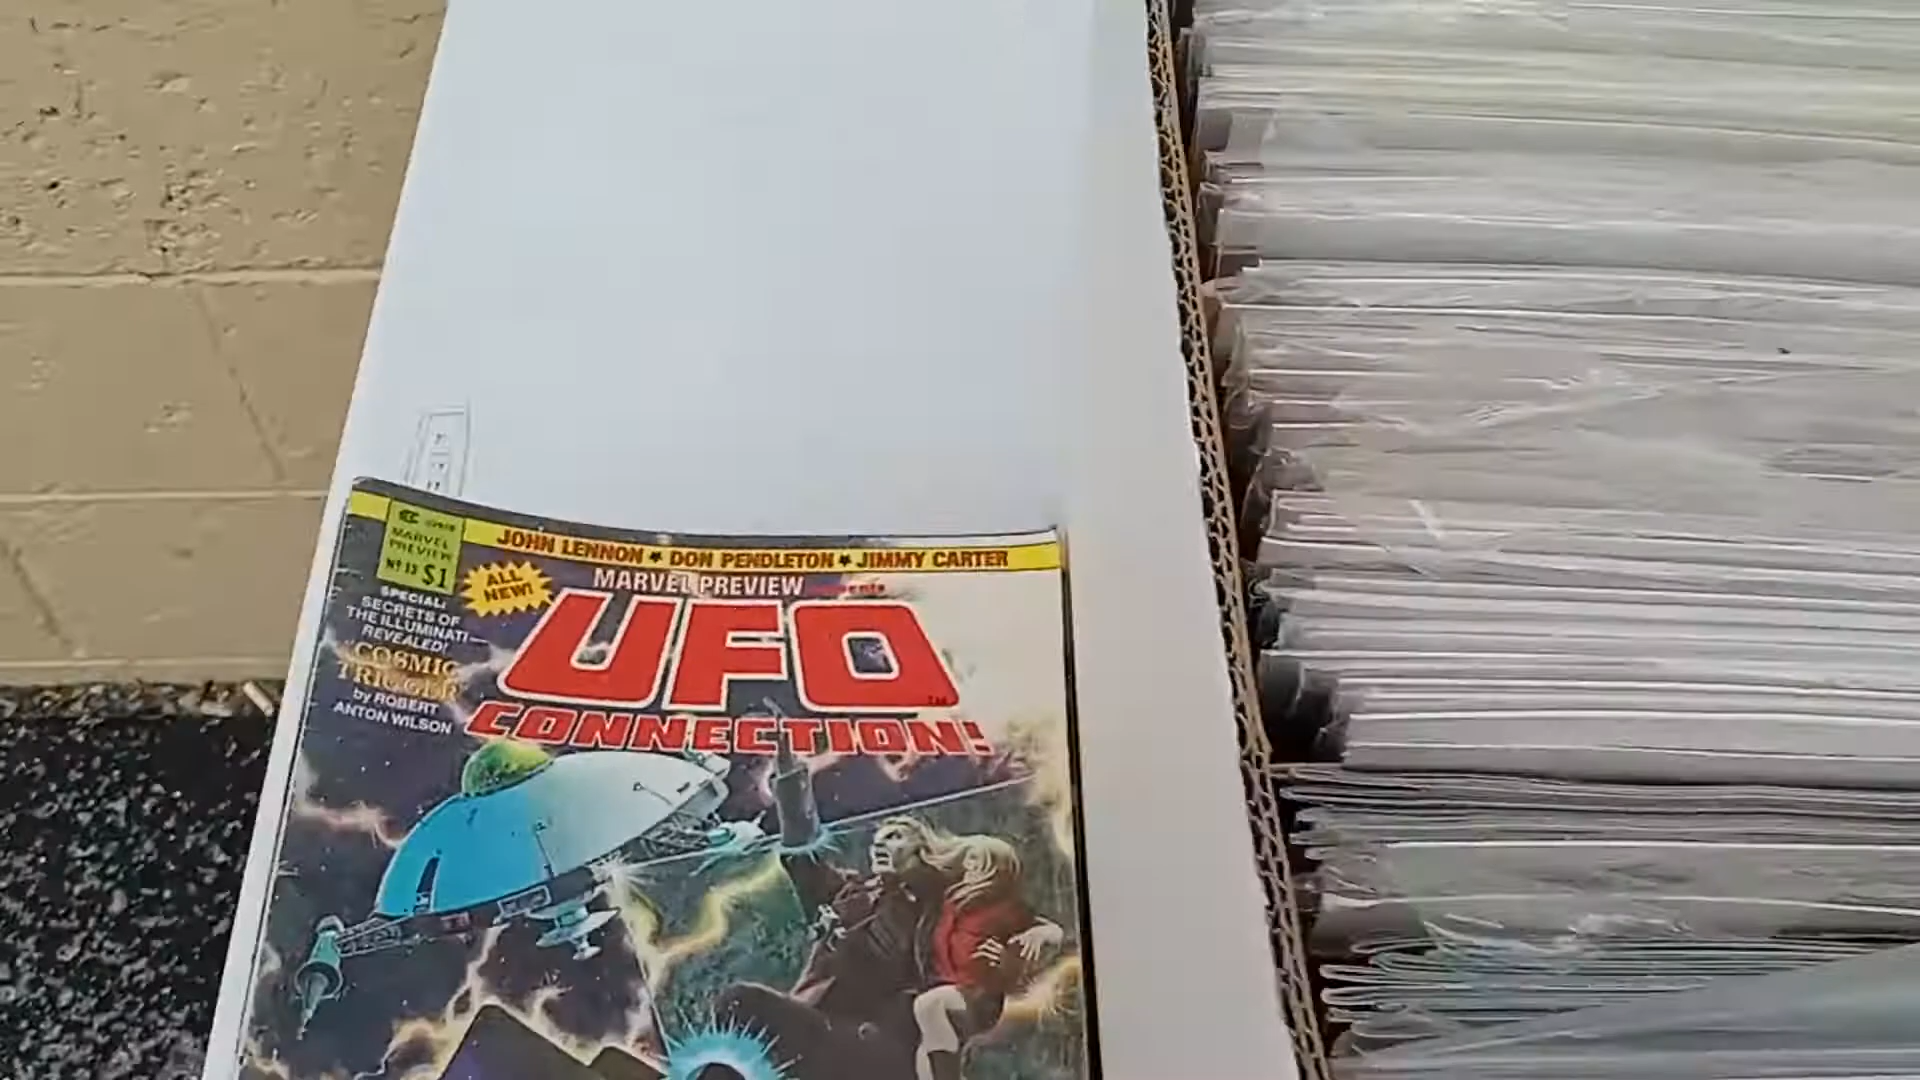 JOHN LENNON ★ DON PENDLETON ★ JIMMY CARTER
MARVEL
PREVIEW
Nº 13 $1
ALL
NEW!
MARVEL PREVIEW presents
UFO
CONNECTION!
SPECIAL:
SECRETS OF
THE ILLUMINATI—
REVEALED!
COSMIC
TRIGGER
by ROBERT
ANTON WILSON